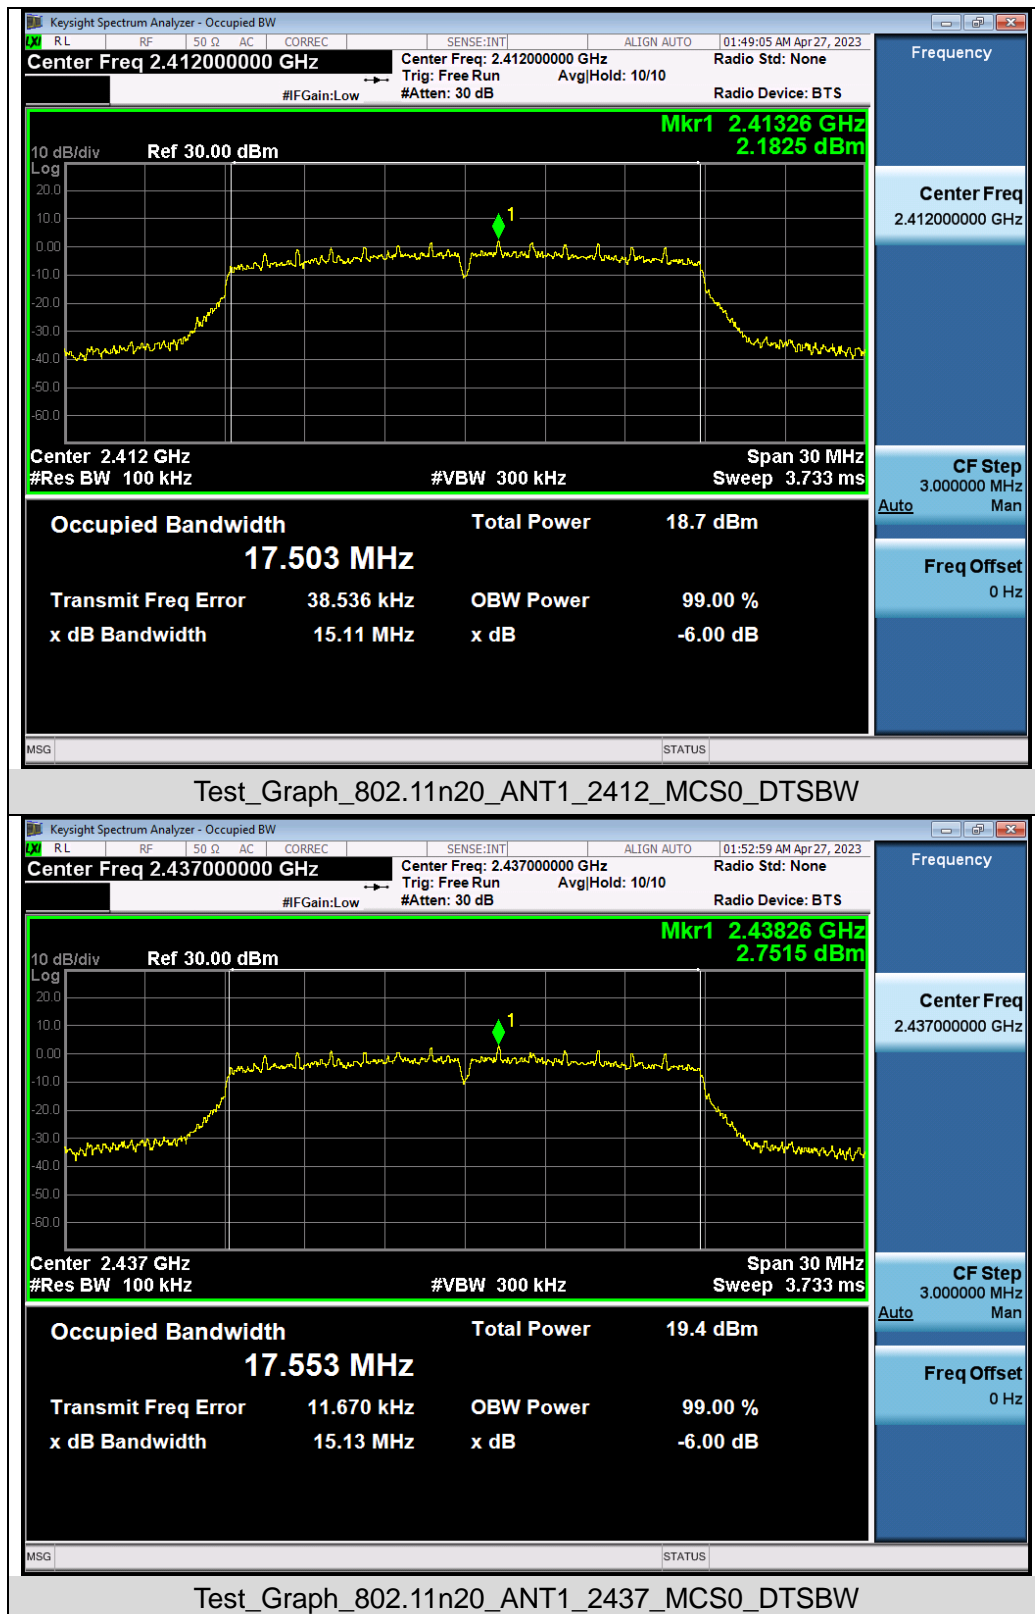 Keysight Spectrum Analyzer - Occupied BW
LXI RL RF 50 Ω AC CORREC SENSE:INT ALIGN AUTO 01:49:05 AM Apr 27, 2023
Center Freq 2.412000000 GHz
Center Freq: 2.412000000 GHz
Radio Std: None
Trig: Free Run Avg|Hold: 10/10
#IFGain:Low
#Atten: 30 dB
Radio Device: BTS
Frequency
Mkr1 2.41326 GHz
2.1825 dBm
10 dB/div Ref 30.00 dBm
Log
20.0
10.0
0.00
-10.0
-20.0
-30.0
-40.0
-50.0
-60.0
1
Center Freq
2.412000000 GHz
Center 2.412 GHz
Span 30 MHz
#Res BW 100 kHz
#VBW 300 kHz
Sweep 3.733 ms
CF Step
3.000000 MHz
Auto Man
Freq Offset
0 Hz
Occupied Bandwidth
Total Power 18.7 dBm
17.503 MHz
Transmit Freq Error 38.536 kHz OBW Power 99.00 %
x dB Bandwidth 15.11 MHz x dB -6.00 dB
MSG STATUS
Test_Graph_802.11n20_ANT1_2412_MCS0_DTSBW
Keysight Spectrum Analyzer - Occupied BW
LXI RL RF 50 Ω AC CORREC SENSE:INT ALIGN AUTO 01:52:59 AM Apr 27, 2023
Center Freq 2.437000000 GHz
Center Freq: 2.437000000 GHz
Radio Std: None
Trig: Free Run Avg|Hold: 10/10
#IFGain:Low
#Atten: 30 dB
Radio Device: BTS
Frequency
Mkr1 2.43826 GHz
2.7515 dBm
10 dB/div Ref 30.00 dBm
Log
20.0
10.0
0.00
-10.0
-20.0
-30.0
-40.0
-50.0
-60.0
1
Center Freq
2.437000000 GHz
Center 2.437 GHz
Span 30 MHz
#Res BW 100 kHz
#VBW 300 kHz
Sweep 3.733 ms
CF Step
3.000000 MHz
Auto Man
Freq Offset
0 Hz
Occupied Bandwidth
Total Power 19.4 dBm
17.553 MHz
Transmit Freq Error 11.670 kHz OBW Power 99.00 %
x dB Bandwidth 15.13 MHz x dB -6.00 dB
MSG STATUS
Test_Graph_802.11n20_ANT1_2437_MCS0_DTSBW